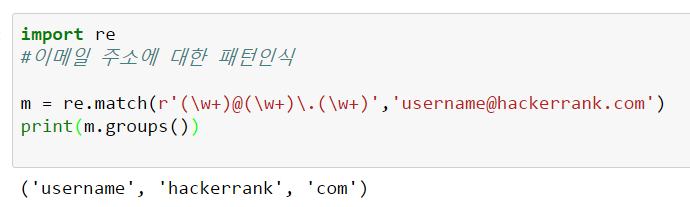 import re
#이메일 주소에 대한 패턴인식
m = re.match(r'(\w+)@(\w+)\.(\w+)','username@hackerrank.com')
print(m.groups())
('username', 'hackerrank', 'com')